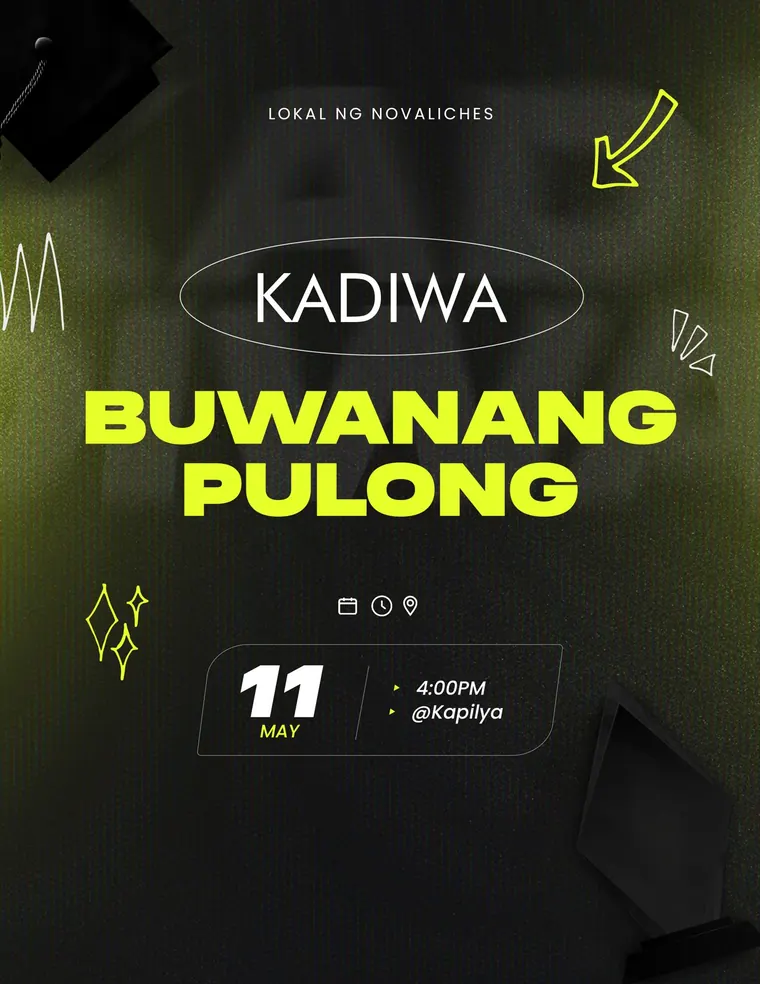 LOKAL NG NOVALICHES
KADIWA
BUWANANG
PULONG
11
MAY
4:00PM
@Kapilya